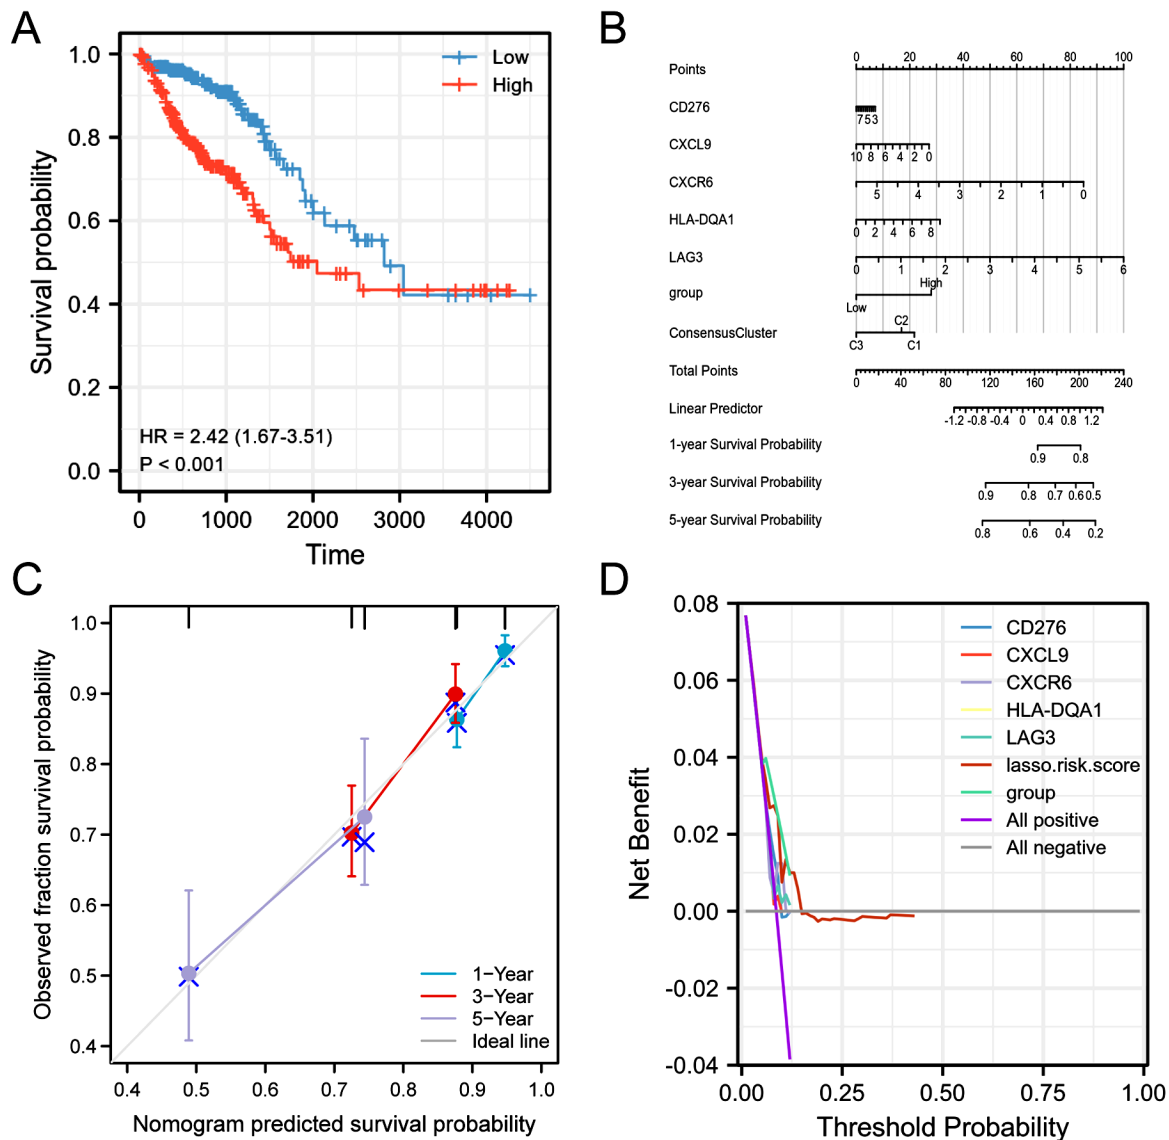 A
Survival probability
1.0
0.8
0.6
0.4
0.2
0.0
Low
High
HR = 2.42 (1.67-3.51)
P < 0.001
0 1000 2000 3000 4000
Time
B
Points
0 20 40 60 80 100
CD276
7 5 3
CXCL9
10 8 6 4 2 0
CXCR6
5 4 3 2 1 0
HLA-DQA1
0 2 4 6 8
LAG3
0 1 2 3 4 5 6
group
High
Low
ConsensusCluster
C2
C3 C1
Total Points
0 40 80 120 160 200 240
Linear Predictor
-1.2 -0.8 -0.4 0 0.4 0.8 1.2
1-year Survival Probability
0.9 0.8
3-year Survival Probability
0.9 0.8 0.7 0.6 0.5
5-year Survival Probability
0.8 0.6 0.4 0.2
C
Observed fraction survival probability
1.0
0.9
0.8
0.7
0.6
0.5
0.4
1−Year
3−Year
5−Year
Ideal line
0.4 0.5 0.6 0.7 0.8 0.9 1.0
Nomogram predicted survival probability
D
Net Benefit
0.08
0.06
0.04
0.02
0.00
-0.02
-0.04
CD276
CXCL9
CXCR6
HLA-DQA1
LAG3
lasso.risk.score
group
All positive
All negative
0.00 0.25 0.50 0.75 1.00
Threshold Probability